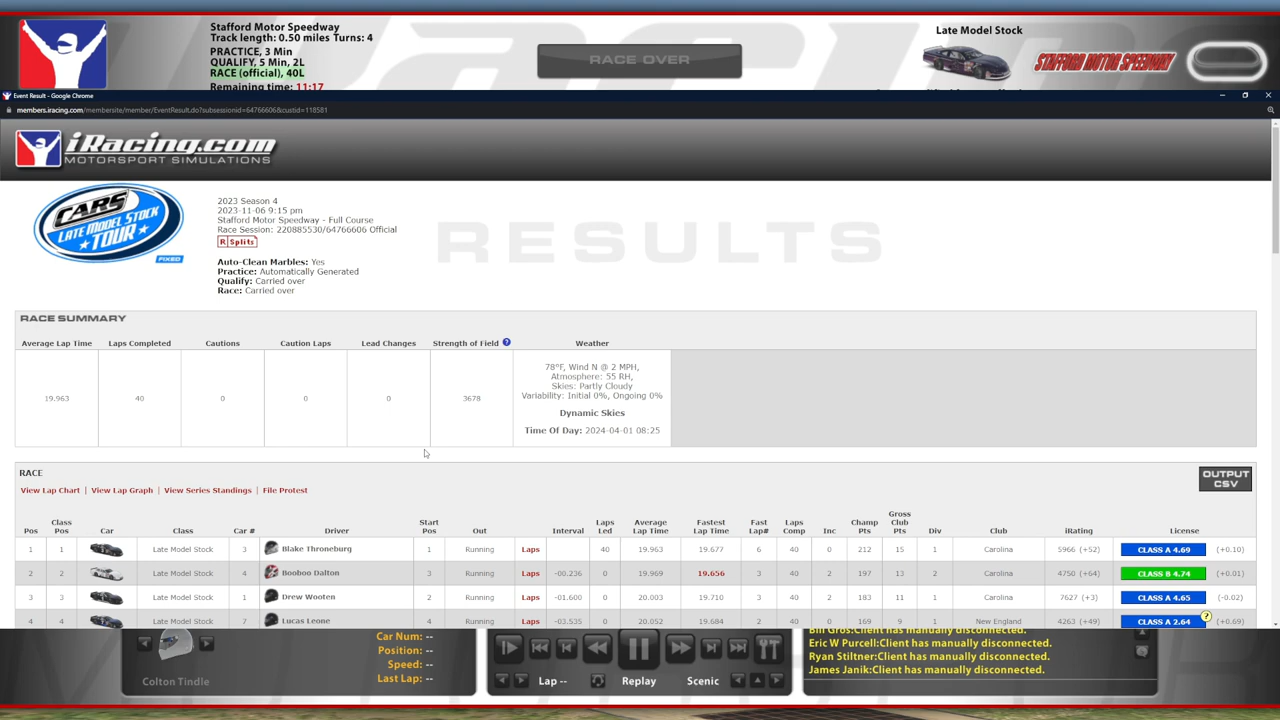 Stafford Motor Speedway
Track length: 0.50 miles Turns: 4
PRACTICE, 3 Min
QUALIFY, 5 Min, 2L
RACE (official), 40L
Remaining time: 11:17
RACE OVER
Late Model Stock
STAFFORD MOTOR SPEEDWAY
Event Result - Google Chrome
members.iracing.com/membersite/member/EventResult.do?subsessionid=64766606&custid=118581
iRacing.com
MOTORSPORT SIMULATIONS
CARS
LATE MODEL STOCK
TOUR
FIXED
2023 Season 4
2023-11-06 9:15 pm
Stafford Motor Speedway - Full Course
Race Session: 220885530/64766606 Official
R Splits
Auto-Clean Marbles: Yes
Practice: Automatically Generated
Qualify: Carried over
Race: Carried over
RESULTS
RACE SUMMARY
Average Lap Time Laps Completed Cautions Caution Laps Lead Changes Strength of Field ? Weather
19.963 40 0 0 0 3678
78°F, Wind N @ 2 MPH,
Atmosphere: 55 RH,
Skies: Partly Cloudy
Variability: Initial 0%, Ongoing 0%
Dynamic Skies
Time Of Day: 2024-04-01 08:25
RACE
OUTPUT CSV
View Lap Chart | View Lap Graph | View Series Standings | File Protest
Pos Class Pos Car Class Car # Driver Start Pos Out Interval Laps Led Average Lap Time Fastest Lap Time Fast Lap# Laps Comp Inc Champ Pts Gross Club Pts Div Club iRating License
1 1 Late Model Stock 3 Blake Throneburg 1 Running Laps 40 19.963 19.677 6 40 0 212 15 1 Carolina 5966 (+52) CLASS A 4.69 (+0.10)
2 2 Late Model Stock 4 Booboo Dalton 3 Running Laps -00.236 0 19.969 19.656 3 40 2 197 13 2 Carolina 4750 (+64) CLASS B 4.74 (+0.01)
3 3 Late Model Stock 1 Drew Wooten 2 Running Laps -01.600 0 20.003 19.710 3 40 2 183 11 1 Carolina 7627 (+3) CLASS A 4.65 (-0.02)
4 4 Late Model Stock 7 Lucas Leone 4 Running Laps -03.564 0 20.052 19.684 2 40 0 169 9 1 New England 4263 (+49) CLASS A 2.64 ? (+0.69)
Colton Tindle
Car Num: --
Position: --
Speed: --
Last Lap: --
Lap --
Replay
Scenic
Bill Gros:Client has manually disconnected.
Eric W Purcell:Client has manually disconnected.
Ryan Stiltner:Client has manually disconnected.
James Janik:Client has manually disconnected.